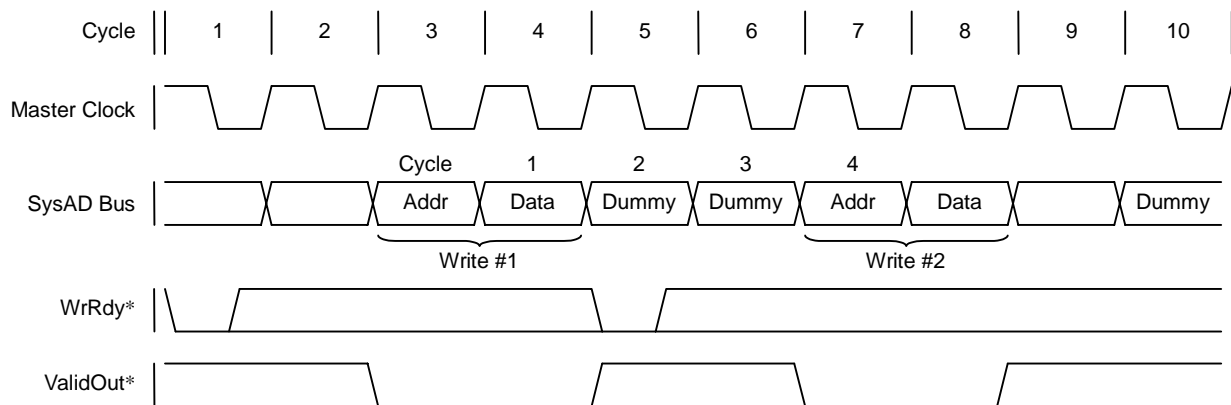 Cycle 1 2 3 4 5 6 7 8 9 10
Master Clock
Cycle 1 2 3 4
SysAD Bus Addr Data Dummy Dummy Addr Data Dummy
Write #1 Write #2
WrRdy*
ValidOut*